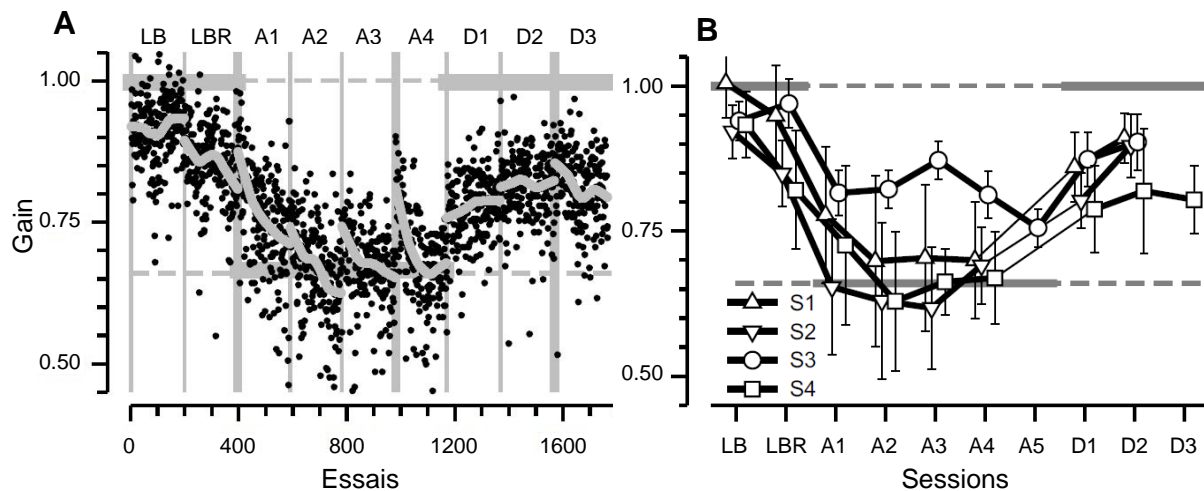 A
LB LBR A1 A2 A3 A4 D1 D2 D3
1.00
0.75
0.50
Gain
0 400 800 1200 1600
Essais
B
1.00
0.75
0.50
S1
S2
S3
S4
LB LBR A1 A2 A3 A4 A5 D1 D2 D3
Sessions